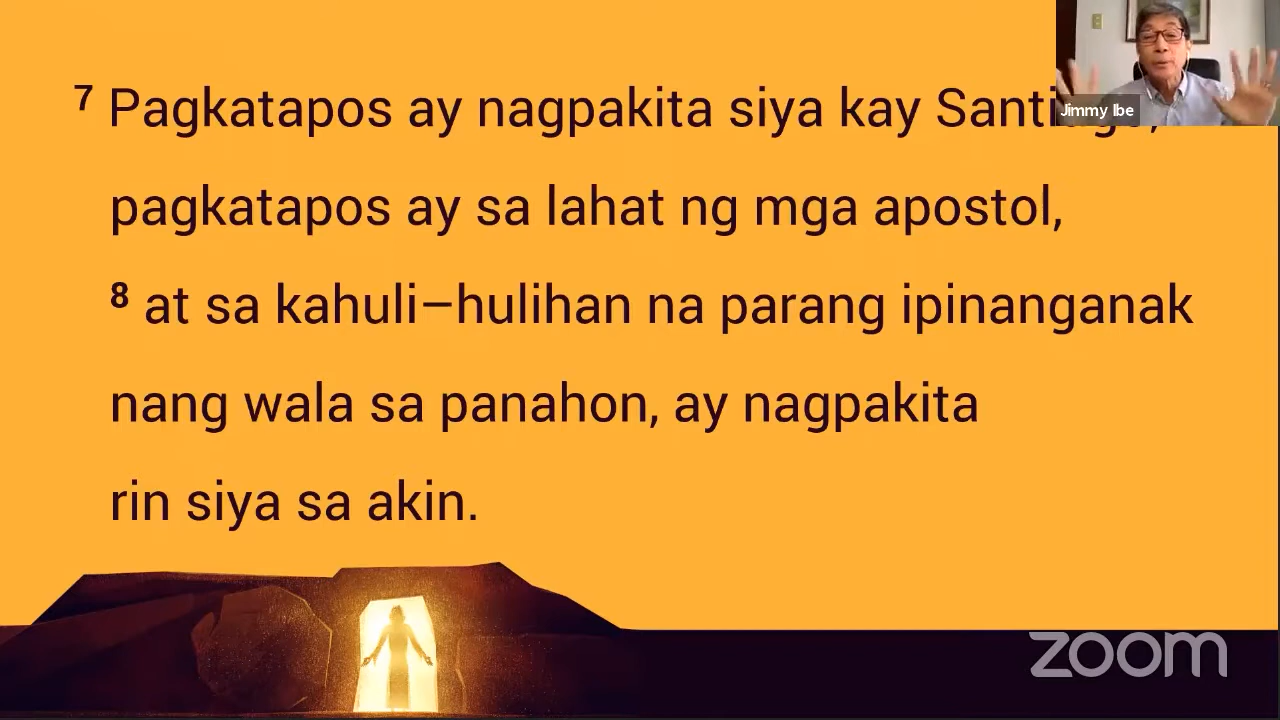 7 Pagkatapos ay nagpakita siya kay
pagkatapos ay sa lahat ng mga apostol,
8 at sa kahuli–hulihan na parang ipinanganak
nang wala sa panahon, ay nagpakita
rin siya sa akin.
Jimmy Ibe
zoom